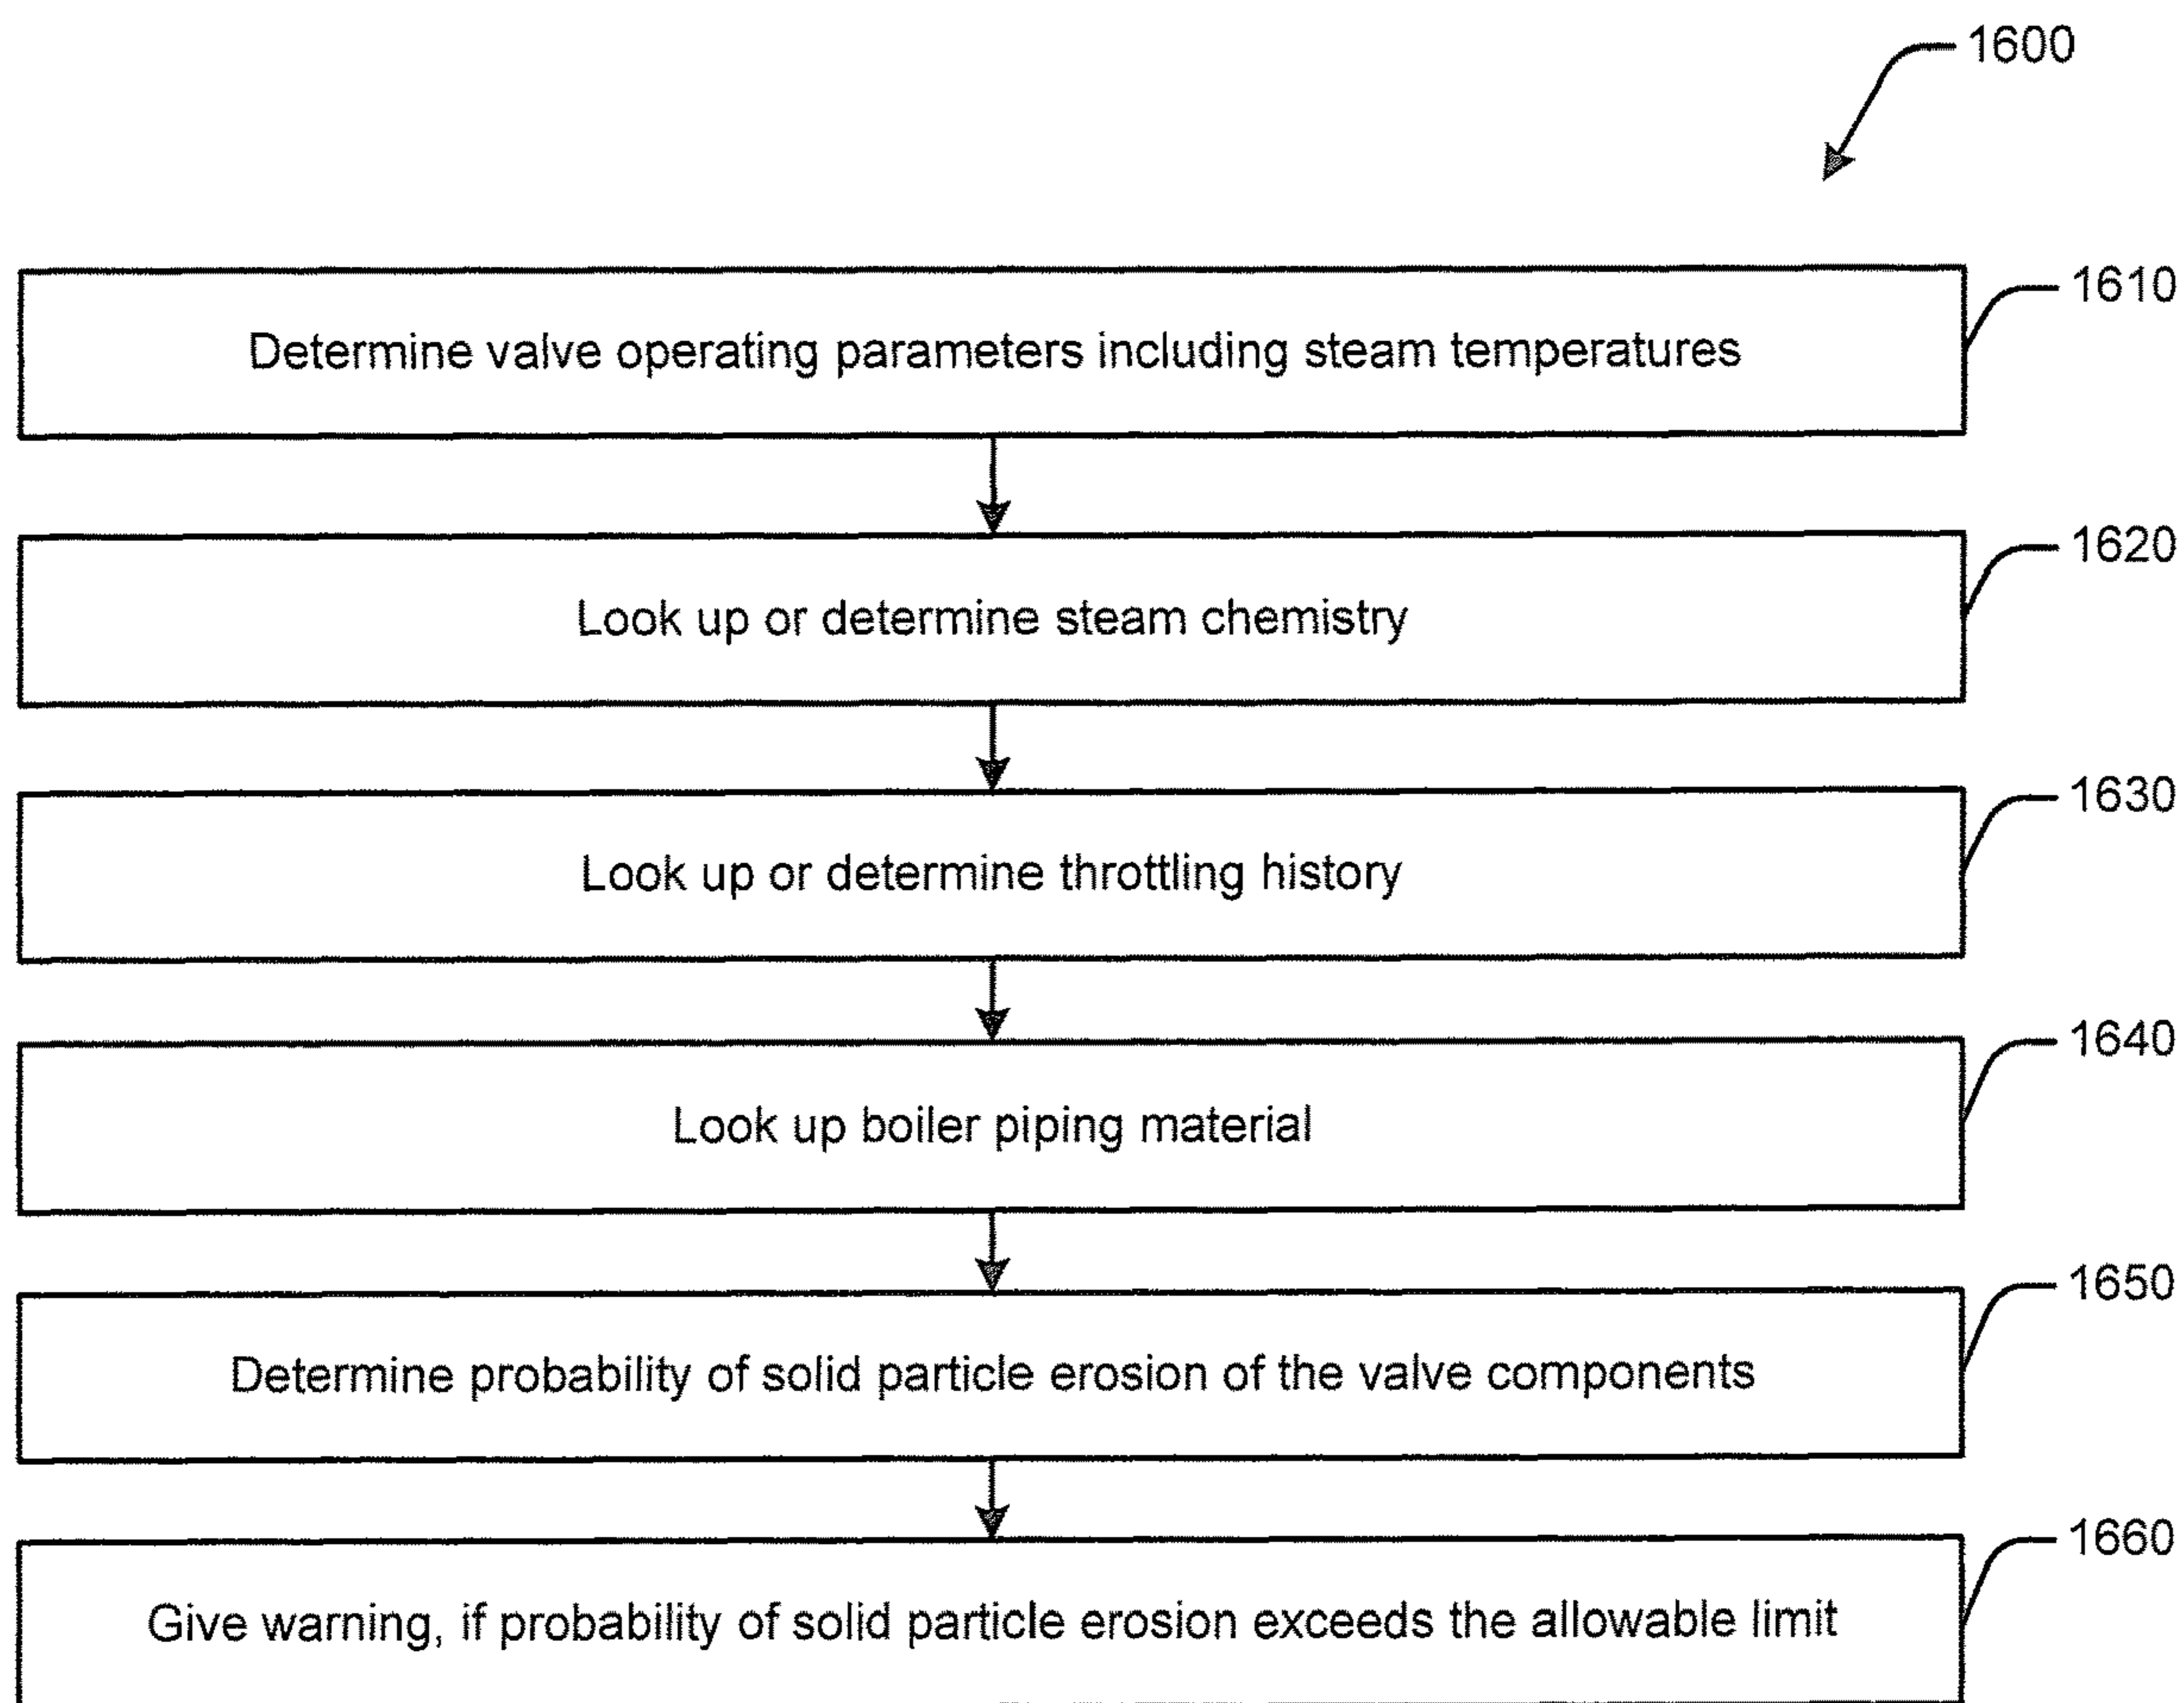 1600
Determine valve operating parameters including steam temperatures
1610
Look up or determine steam chemistry
1620
Look up or determine throttling history
1630
Look up boiler piping material
1640
Determine probability of solid particle erosion of the valve components
1650
Give warning, if probability of solid particle erosion exceeds the allowable limit
1660